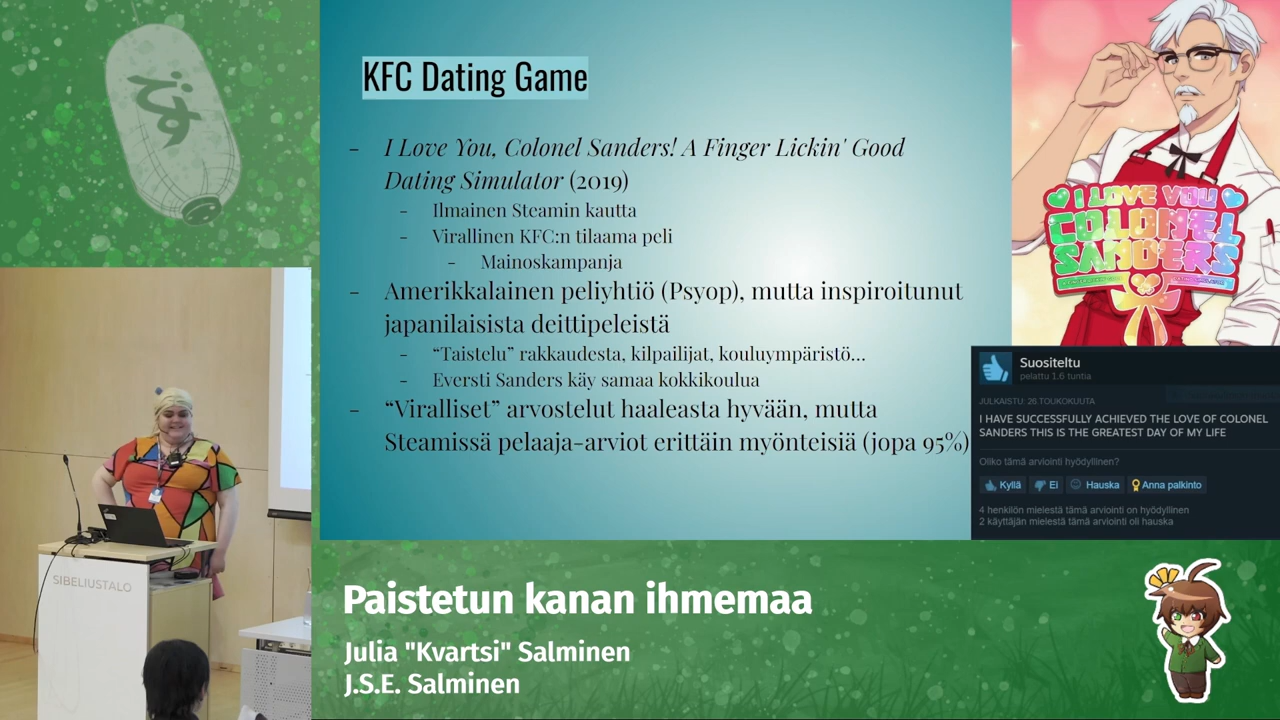 KFC Dating Game
- I Love You, Colonel Sanders! A Finger Lickin' Good
Dating Simulator (2019)
- Ilmainen Steamin kautta
- Virallinen KFC:n tilaama peli
- Mainoskampanja
- Amerikkalainen peliyhtiö (Psyop), mutta inspiroitunut
japanilaisista deittipeleistä
- “Taistelu” rakkaudesta, kilpailijat, kouluympäristö...
- Eversti Sanders käy samaa kokkikoulua
- “Viralliset” arvostelut haaleasta hyvään, mutta
Steamissä pelaaja-arviot erittäin myönteisiä (jopa 95%)
I LOVE YOU
COLONEL
SANDERS
Suositeltu
pelattu 1.6 tuntia
JULKAISTU: 26. TOUKOKUUTA
I HAVE SUCCESSFULLY ACHIEVED THE LOVE OF COLONEL
SANDERS THIS IS THE GREATEST DAY OF MY LIFE
Oliko tämä arviointi hyödyllinen?
Kyllä Ei Hauska Anna palkinto
4 henkilön mielestä tämä arviointi on hyödyllinen
2 käyttäjän mielestä tämä arviointi oli hauska
SIBELIUSTALO
Paistetun kanan ihmemaa
Julia "Kvartsi" Salminen
J.S.E. Salminen